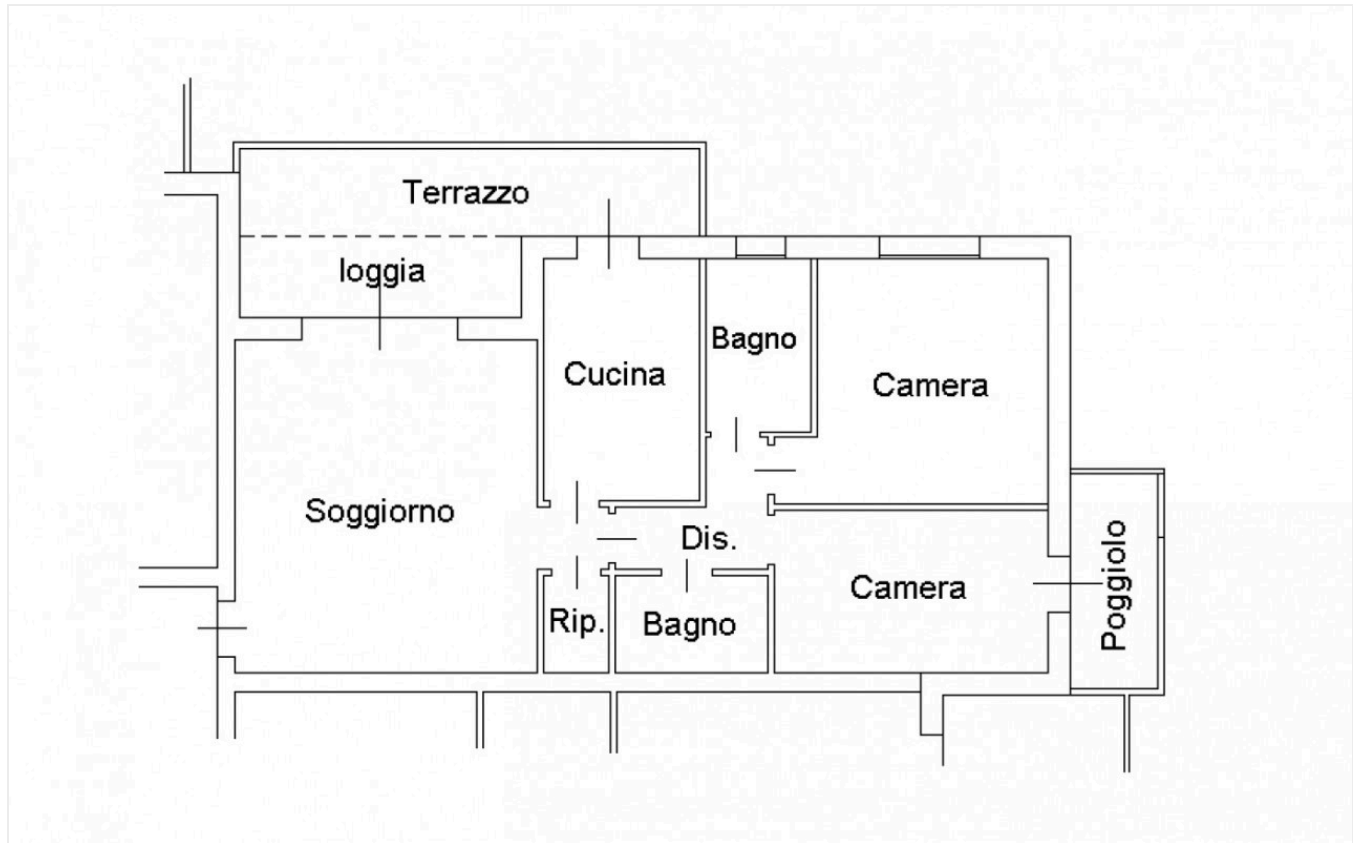 Terrazzo
loggia
Bagno
Cucina
Camera
Soggiorno
Dis.
Camera
Poggiolo
Rip.
Bagno